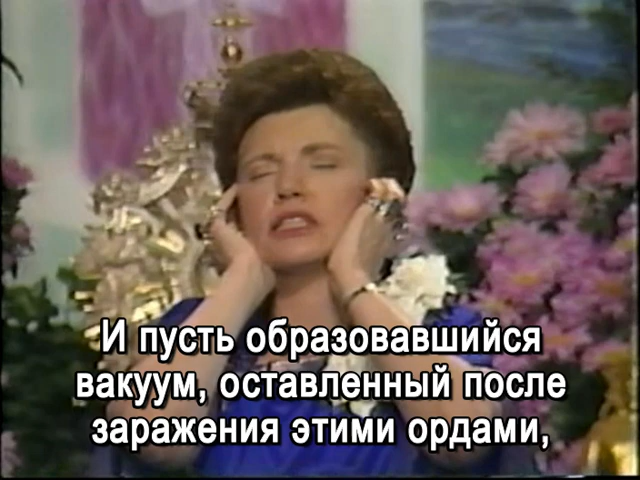 И пусть образовавшийся
вакуум, оставленный после
заражения этими ордами,